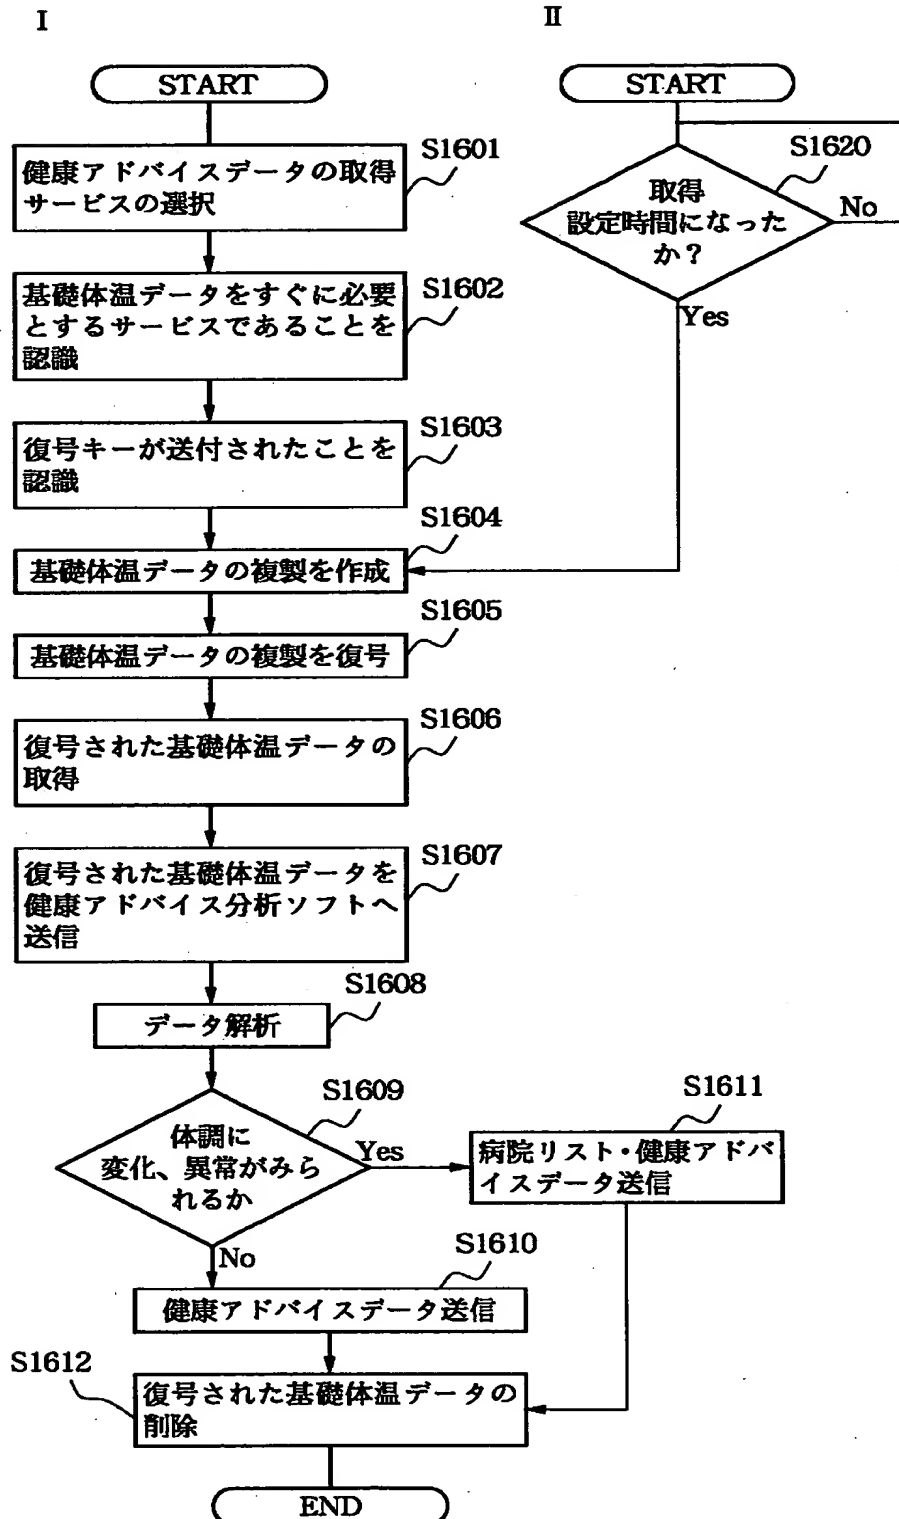 I
START
S1601
健康アドバイスデータの取得
サービスの選択
S1602
基礎体温データをすぐに必要
とするサービスであることを
認識
S1603
復号キーが送付されたことを
認識
S1604
基礎体温データの複製を作成
S1605
基礎体温データの複製を復号
S1606
復号された基礎体温データの
取得
S1607
復号された基礎体温データを
健康アドバイス分析ソフトへ
送信
S1608
データ解析
S1609
体調に
変化、異常がみら
れるか
Yes
No
S1611
病院リスト・健康アドバ
イスデータ送信
S1610
健康アドバイスデータ送信
S1612
復号された基礎体温データの
削除
END
II
START
S1620
取得
設定時間になった
か?
No
Yes